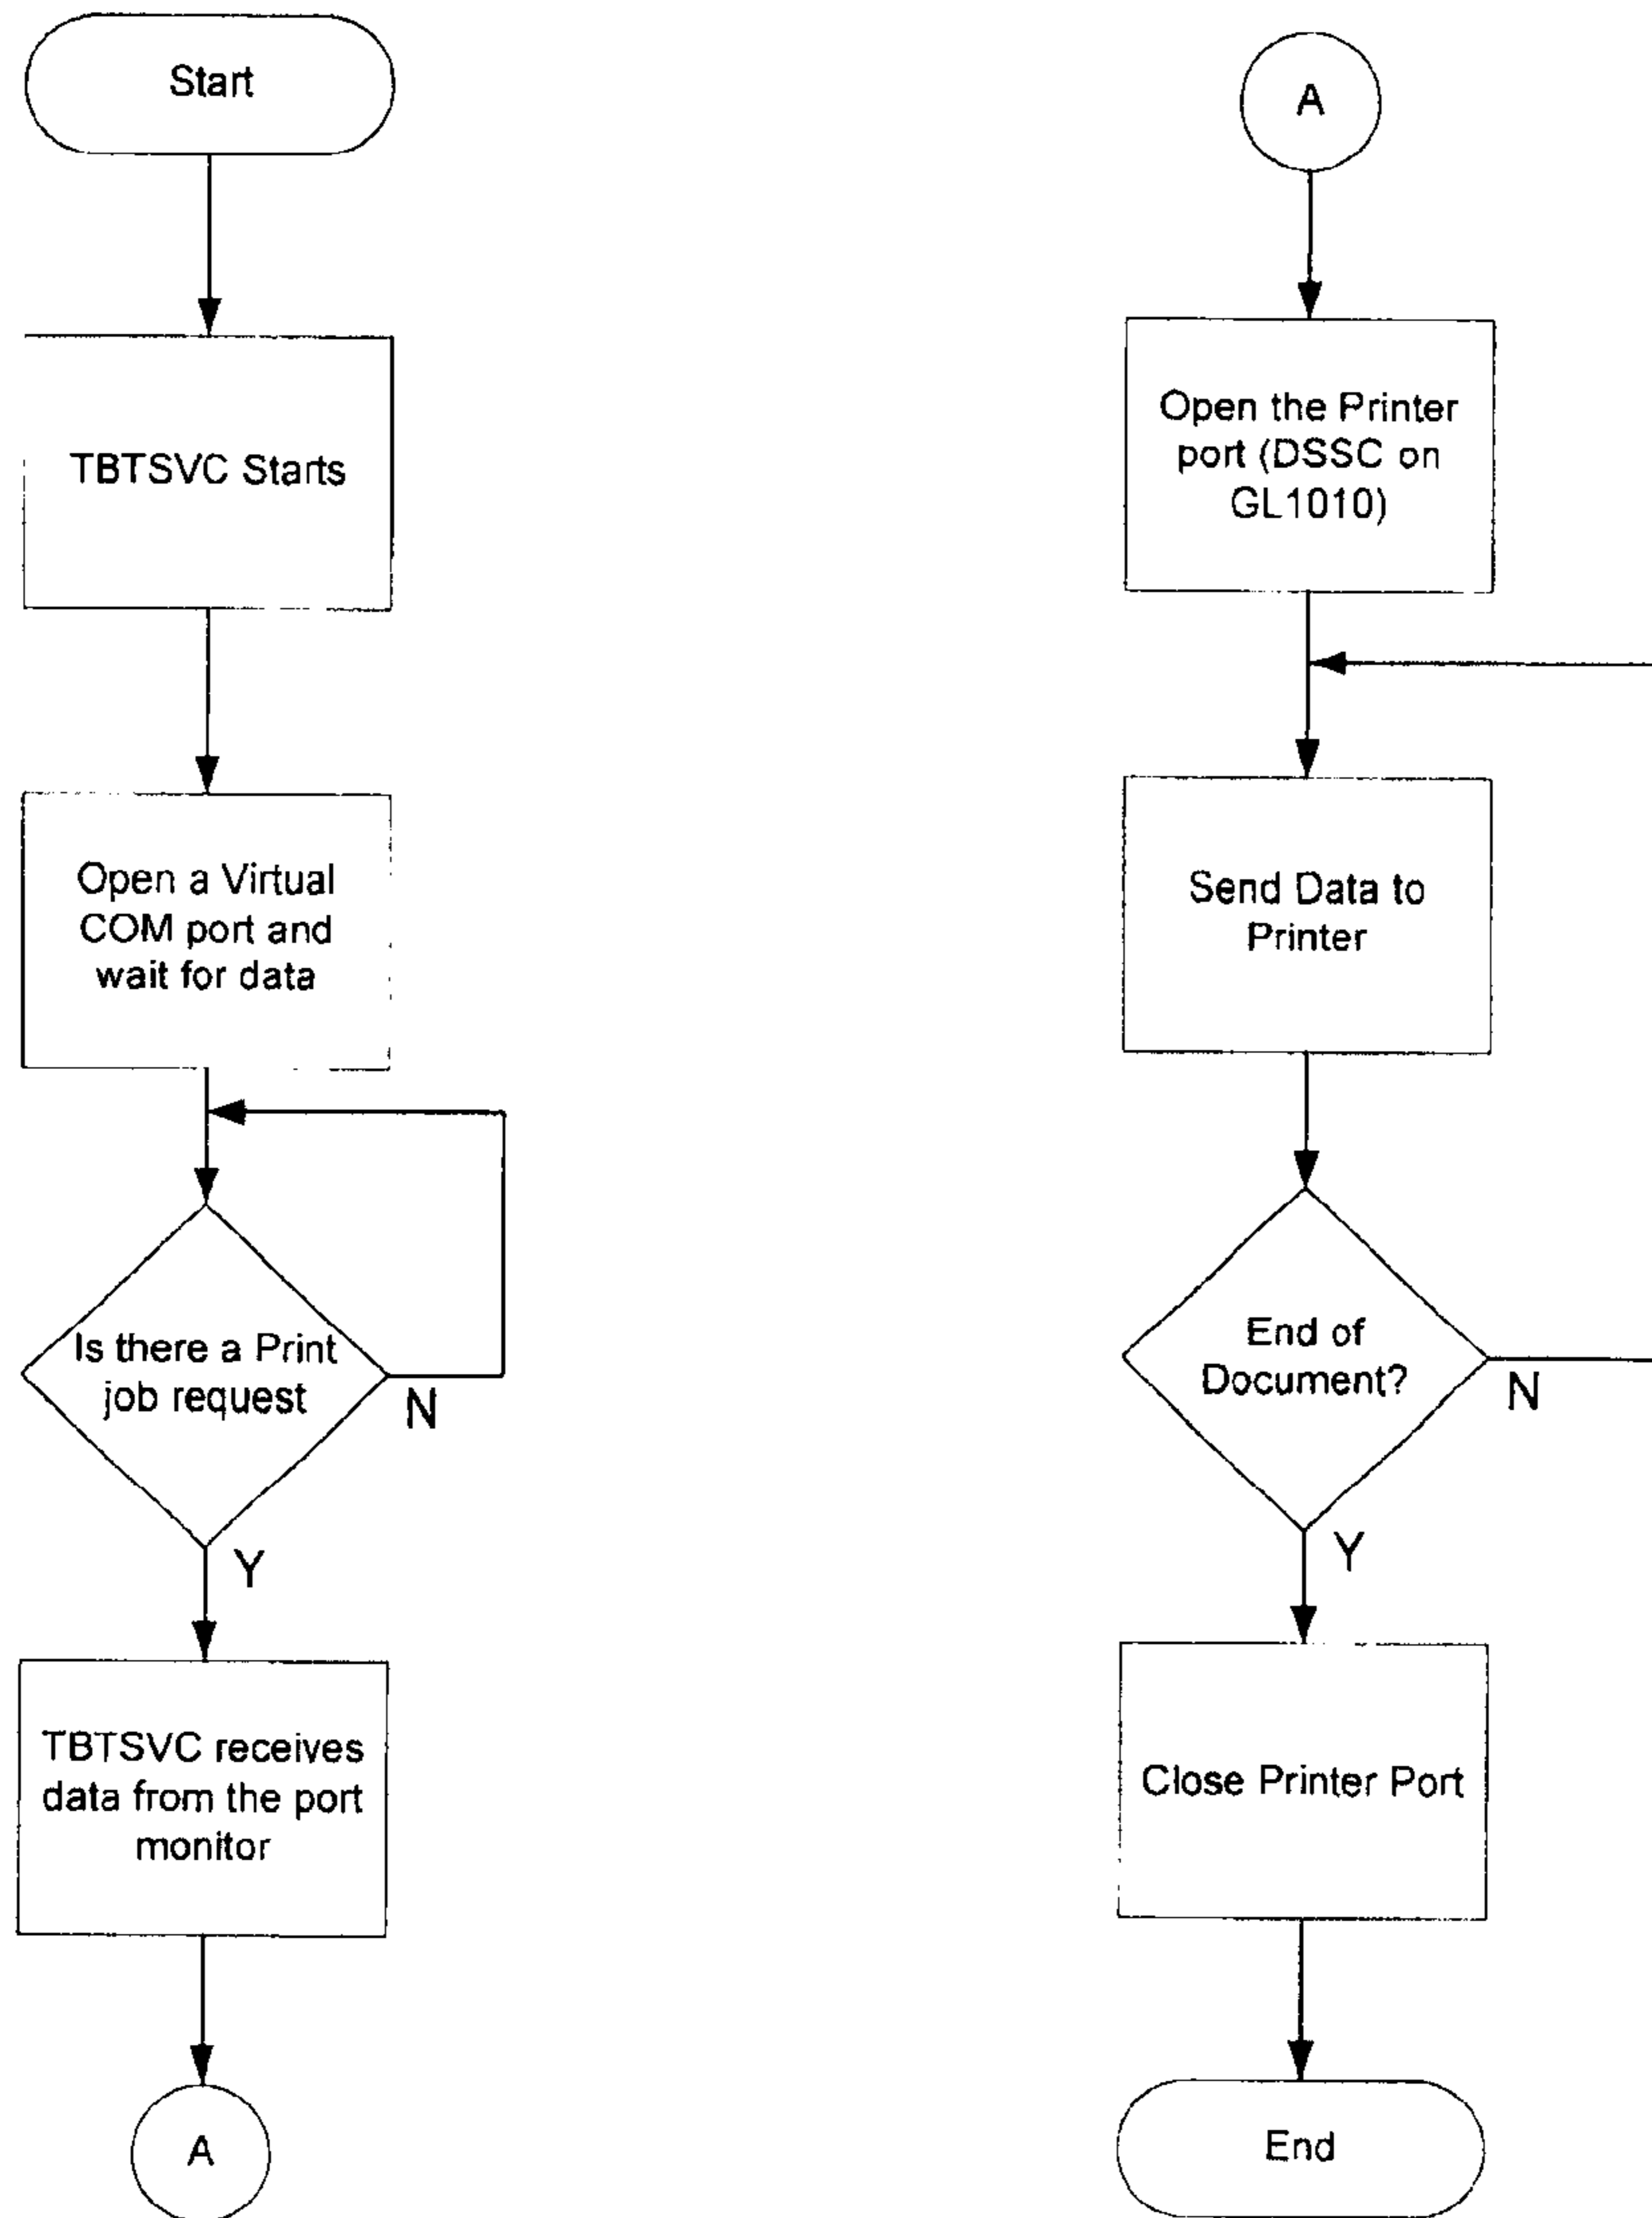 Start
TBTSVC Starts
Open a Virtual
COM port and
wait for data
Is there a Print
job request
N
Y
TBTSVC receives
data from the port
monitor
A
A
Open the Printer
port (DSSC on
GL1010)
Send Data to
Printer
End of
Document?
N
Y
Close Printer Port
End